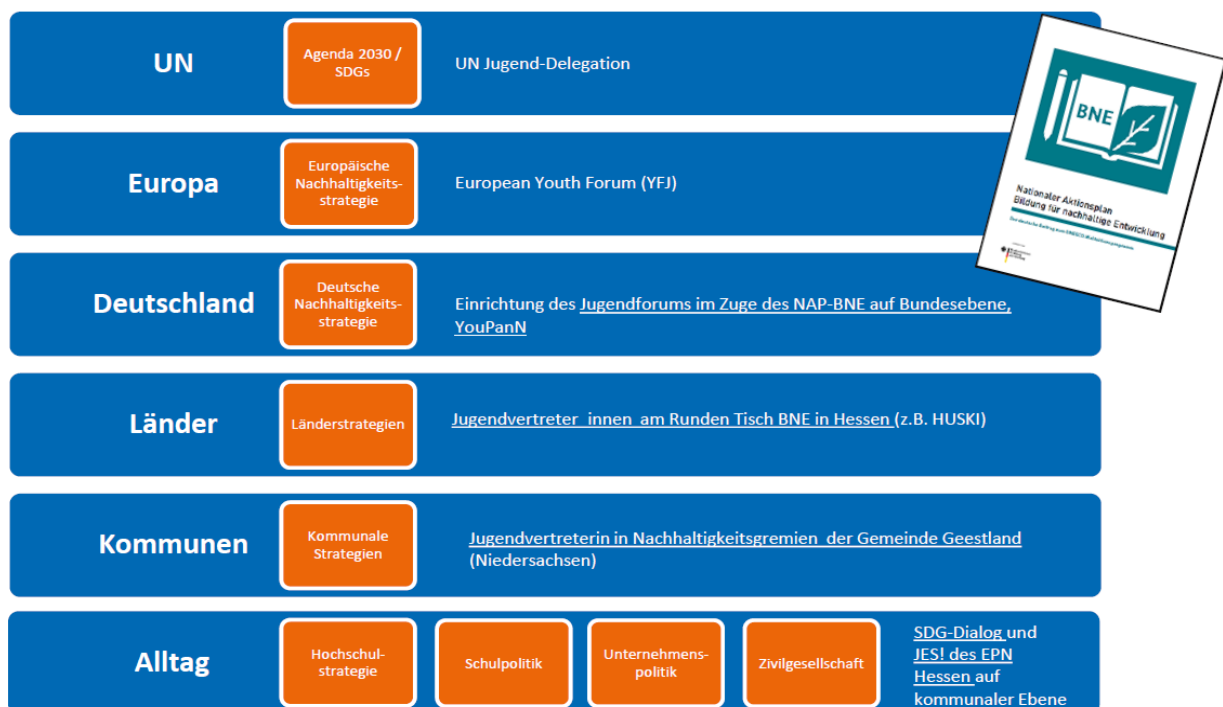 UN
Agenda 2030 /
SDGs
UN Jugend-Delegation
BNE
Nationaler Aktionsplan
Bildung für nachhaltige Entwicklung
Europa
Europäische
Nachhaltigkeits-
strategie
European Youth Forum (YFJ)
Deutschland
Deutsche
Nachhaltigkeits-
strategie
Einrichtung des Jugendforums im Zuge des NAP-BNE auf Bundesebene,
YouPanN
Länder
Länderstrategien
Jugendvertreter innen am Runden Tisch BNE in Hessen (z.B. HUSKI)
Kommunen
Kommunale
Strategien
Jugendvertreterin in Nachhaltigkeitsgremien der Gemeinde Geestland
(Niedersachsen)
Alltag
Hochschul-
strategie
Schulpolitik
Unternehmens-
politik
Zivilgesellschaft
SDG-Dialog und
JES! des EPN
Hessen auf
kommunaler Ebene